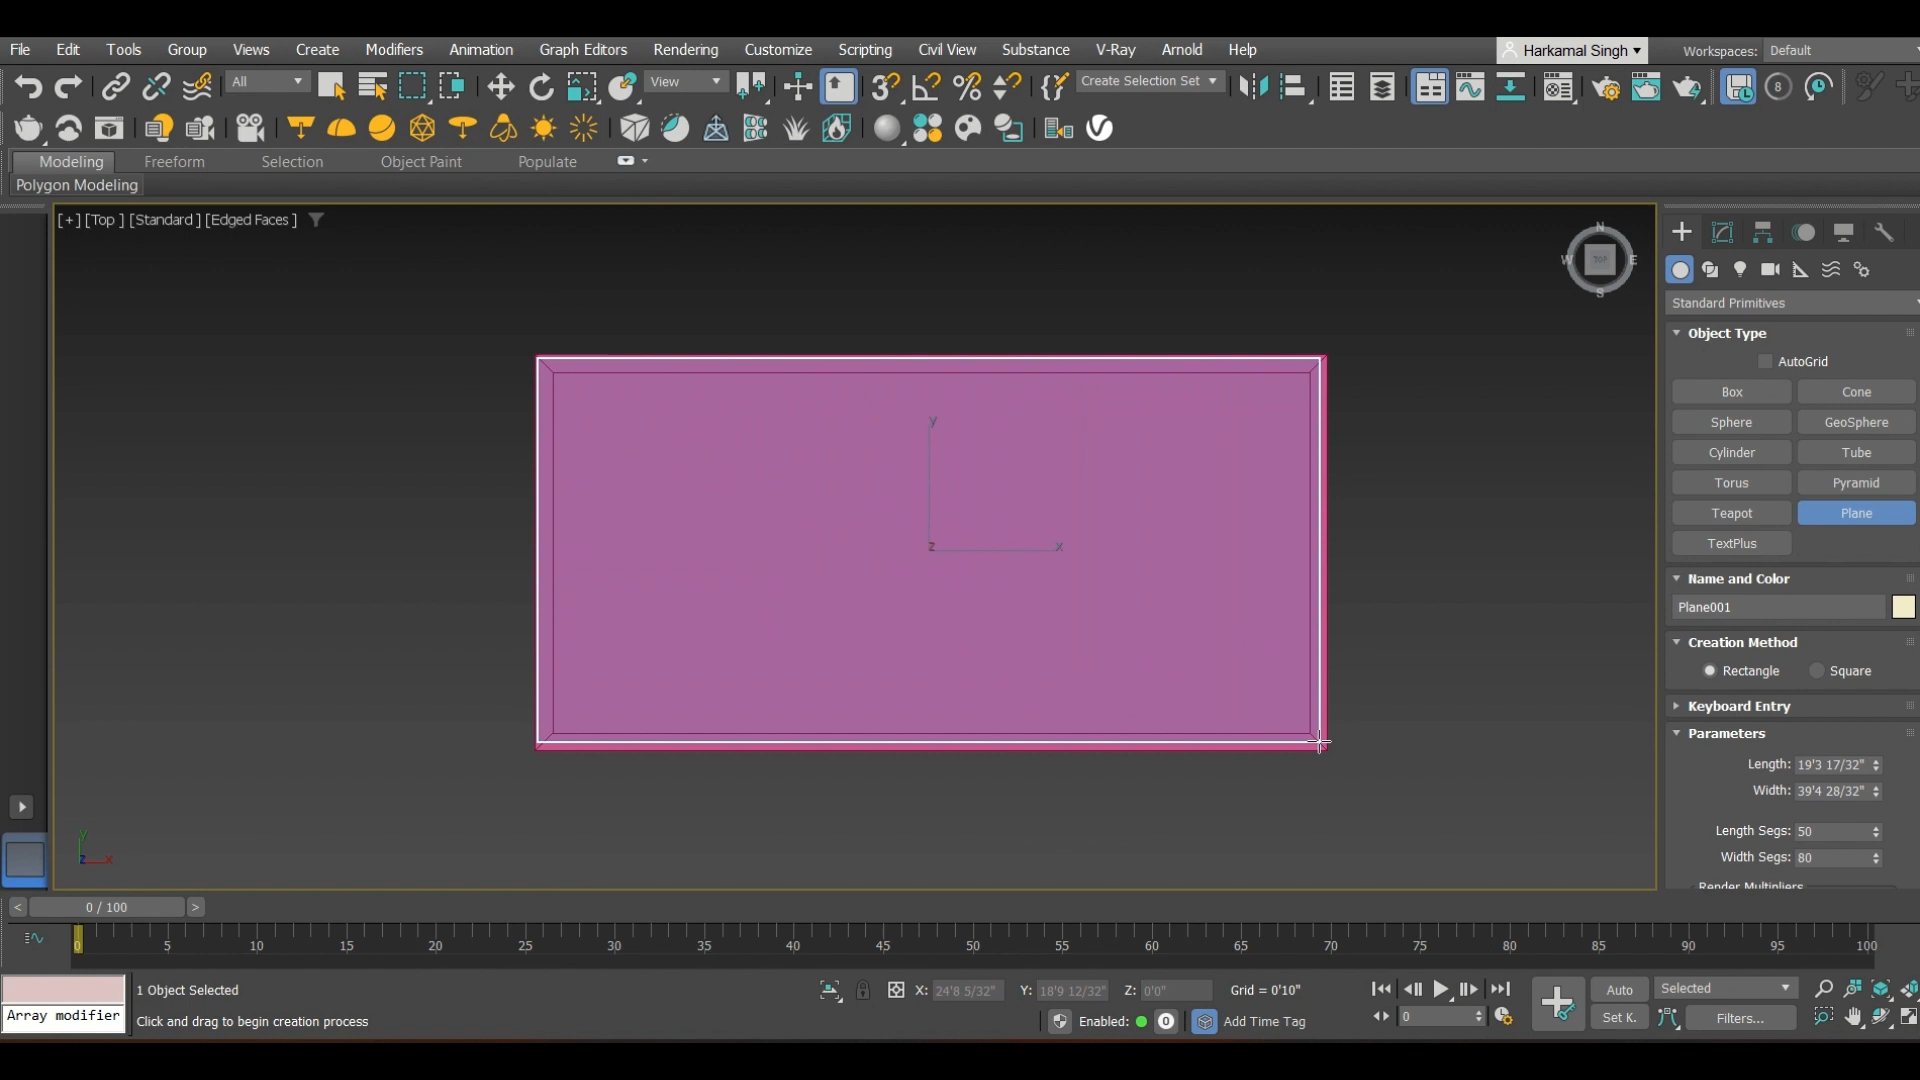 File Edit Tools Group Views Create Modifiers Animation Graph Editors Rendering Customize Scripting Civil View Substance V-Ray Arnold Help Harkamal Singh Workspaces: Default
All View Create Selection Set 8
Modeling Freeform Selection Object Paint Populate
Polygon Modeling
[+] [Top ] [Standard ] [Edged Faces ]
N
W TOP E
S
Standard Primitives
Object Type
AutoGrid
Box Cone
Sphere GeoSphere
Cylinder Tube
Torus Pyramid
Teapot Plane
TextPlus
y
z x
Name and Color
Plane001
Creation Method
Rectangle Square
Keyboard Entry
Parameters
Length: 19'3 17/32"
Width: 39'4 28/32"
Length Segs: 50
Width Segs: 80
Render Multipliers
y
z x
< 0 / 100 >
0 5 10 15 20 25 30 35 40 45 50 55 60 65 70 75 80 85 90 95 100
1 Object Selected X: 24'8 5/32" Y: 18'9 12/32" Z: 0'0" Grid = 0'10" Auto Selected
Array modifier Click and drag to begin creation process Enabled: 0 Add Time Tag 0 Set K. Filters...